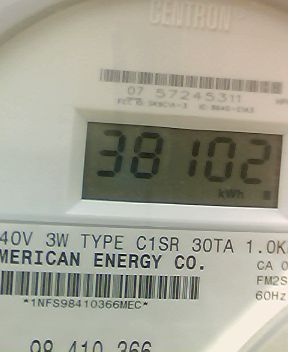 CENTRON
07 57245311
38102
kWh
40V 3W TYPE C1SR 30TA 1.0K
MERICAN ENERGY CO.
CA 0
FM2S
*1NFS98410366MEC*
60Hz
98 410 366